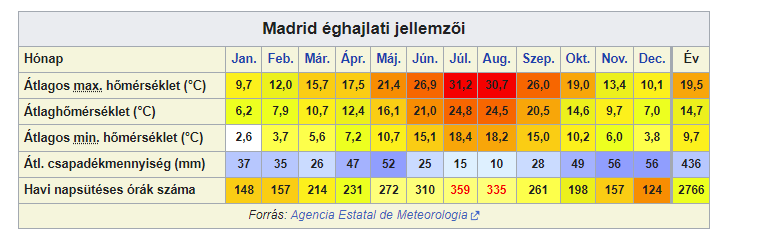 Madrid éghajlati jellemzői
Hónap Jan. Feb. Már. Ápr. Máj. Jún. Júl. Aug. Szep. Okt. Nov. Dec. Év
Átlagos max. hőmérséklet (°C) 9,7 12,0 15,7 17,5 21,4 26,9 31,2 30,7 26,0 19,0 13,4 10,1 19,5
Átlaghőmérséklet (°C) 6,2 7,9 10,7 12,4 16,1 21,0 24,8 24,5 20,5 14,6 9,7 7,0 14,7
Átlagos min. hőmérséklet (°C) 2,6 3,7 5,6 7,2 10,7 15,1 18,4 18,2 15,0 10,2 6,0 3,8 9,7
Átl. csapadékmennyiség (mm) 37 35 26 47 52 25 15 10 28 49 56 56 436
Havi napsütéses órák száma 148 157 214 231 272 310 359 335 261 198 157 124 2766
Forrás: Agencia Estatal de Meteorologia